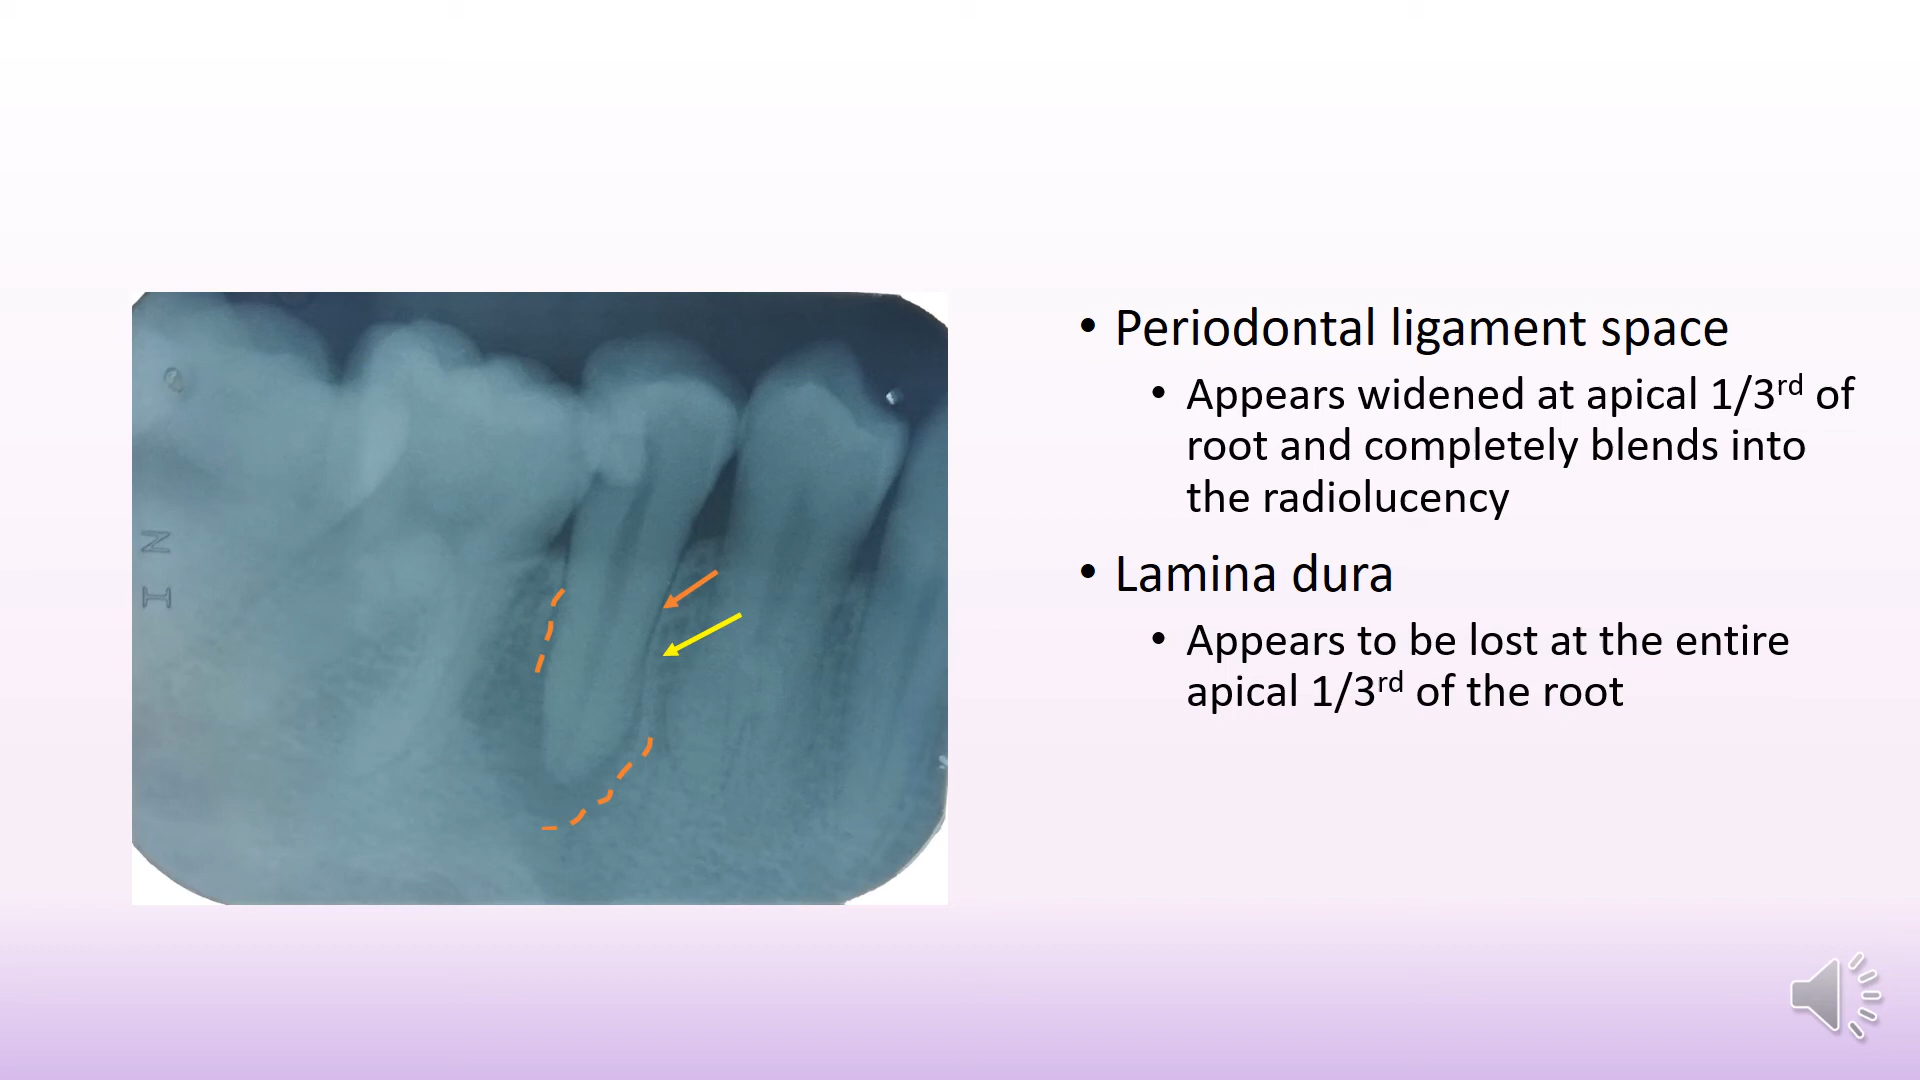 • Periodontal ligament space
• Appears widened at apical 1/3rd of
root and completely blends into
the radiolucency
• Lamina dura
• Appears to be lost at the entire
apical 1/3rd of the root
I N